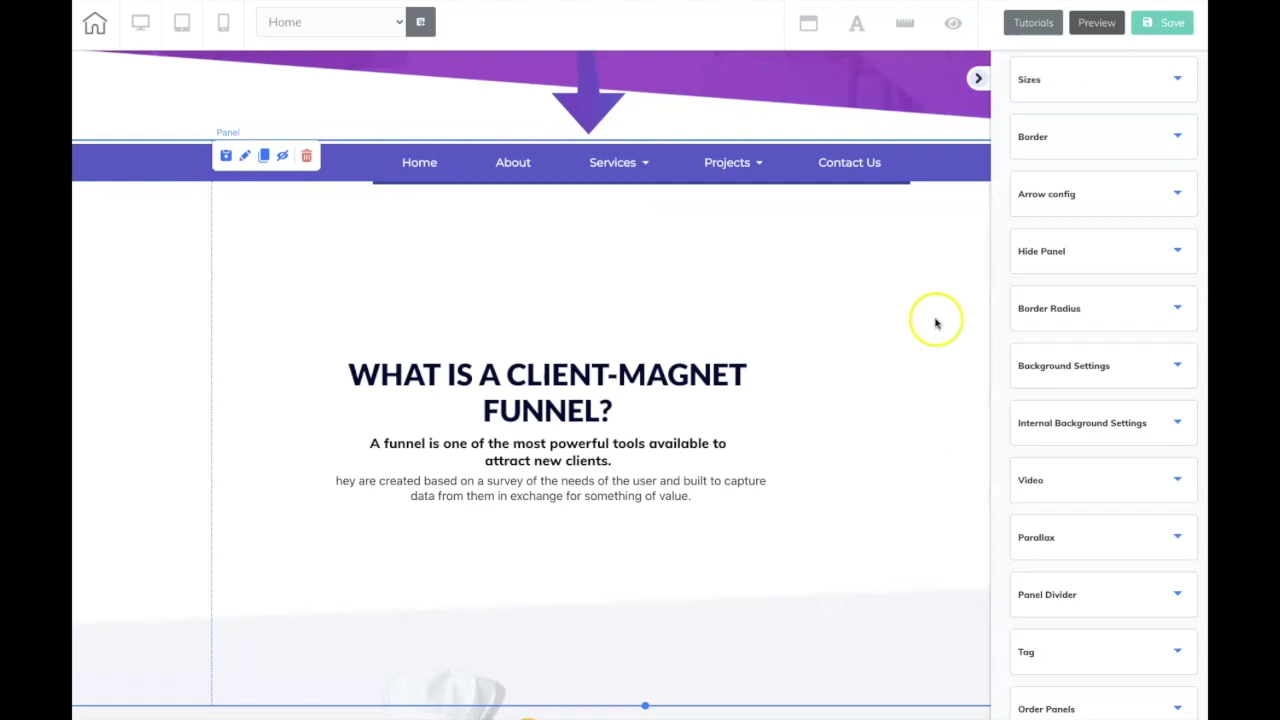 Home
Tutorials
Preview
Save
Panel
Home
About
Services
Projects
Contact Us
WHAT IS A CLIENT-MAGNET
FUNNEL?
A funnel is one of the most powerful tools available to
attract new clients.
hey are created based on a survey of the needs of the user and built to capture
data from them in exchange for something of value.
Sizes
Border
Arrow config
Hide Panel
Border Radius
Background Settings
Internal Background Settings
Video
Parallax
Panel Divider
Tag
Order Panels